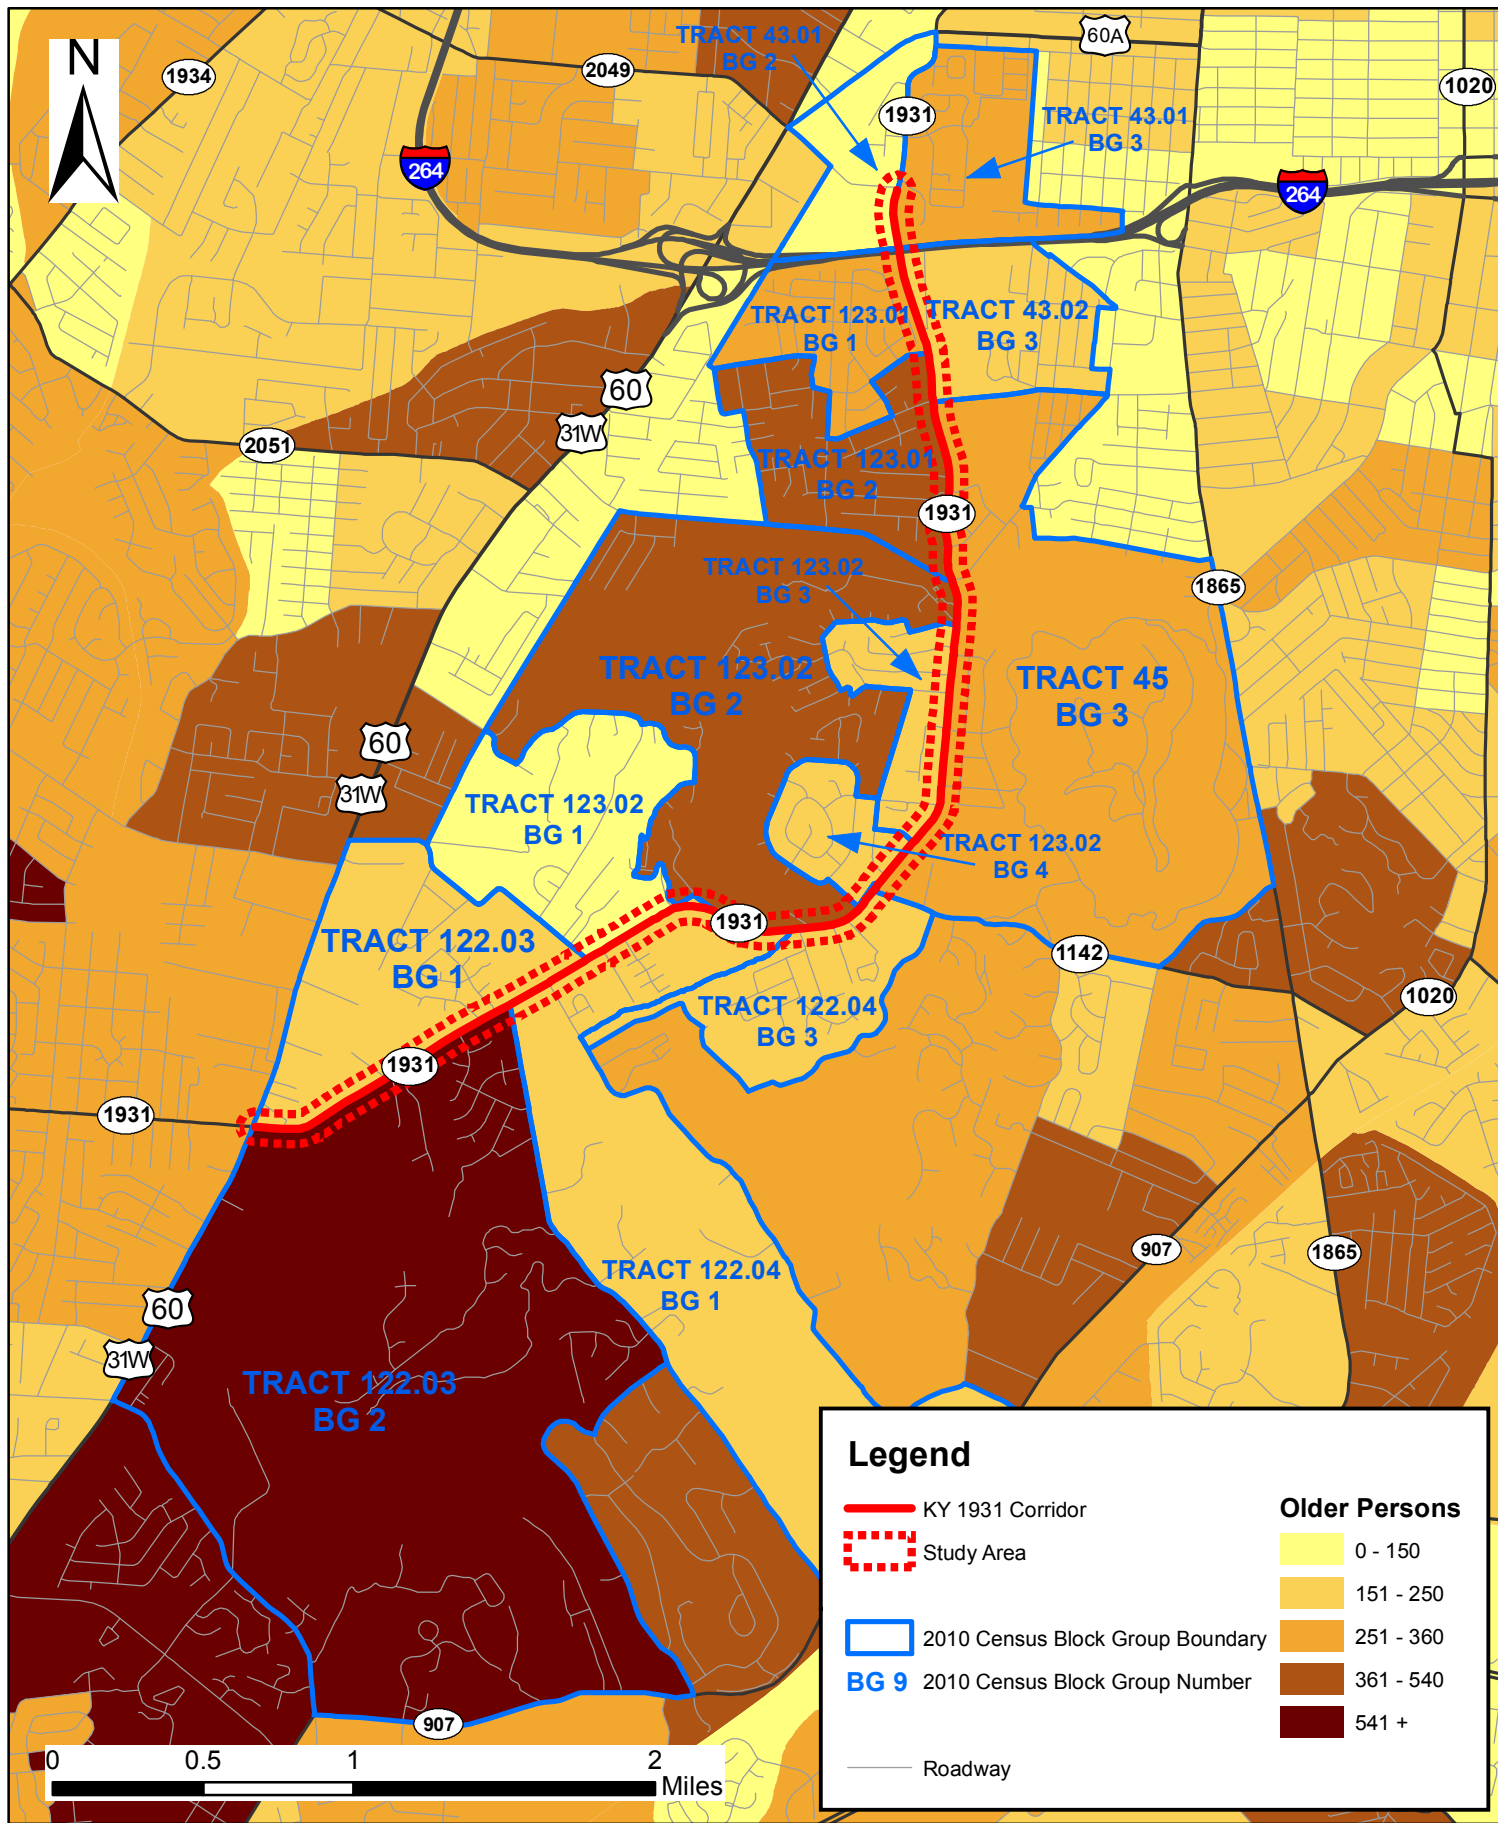 N
1934
2049
60A
1020
TRACT 43.01
BG 2
1931
TRACT 43.01
BG 3
264
264
TRACT 123.01
BG 1
TRACT 43.02
BG 3
60
31W
2051
TRACT 123.01
BG 2
1931
TRACT 123.02
BG 3
1865
TRACT 123.02
BG 2
TRACT 45
BG 3
60
31W
TRACT 123.02
BG 1
TRACT 123.02
BG 4
1931
TRACT 122.03
BG 1
1142
1020
TRACT 122.04
BG 3
1931
1931
907
1865
TRACT 122.04
BG 1
60
31W
TRACT 122.03
BG 2
907
0 0.5 1 2
Miles
Legend
KY 1931 Corridor
Study Area
2010 Census Block Group Boundary
BG 9 2010 Census Block Group Number
Roadway
Older Persons
0 - 150
151 - 250
251 - 360
361 - 540
541 +